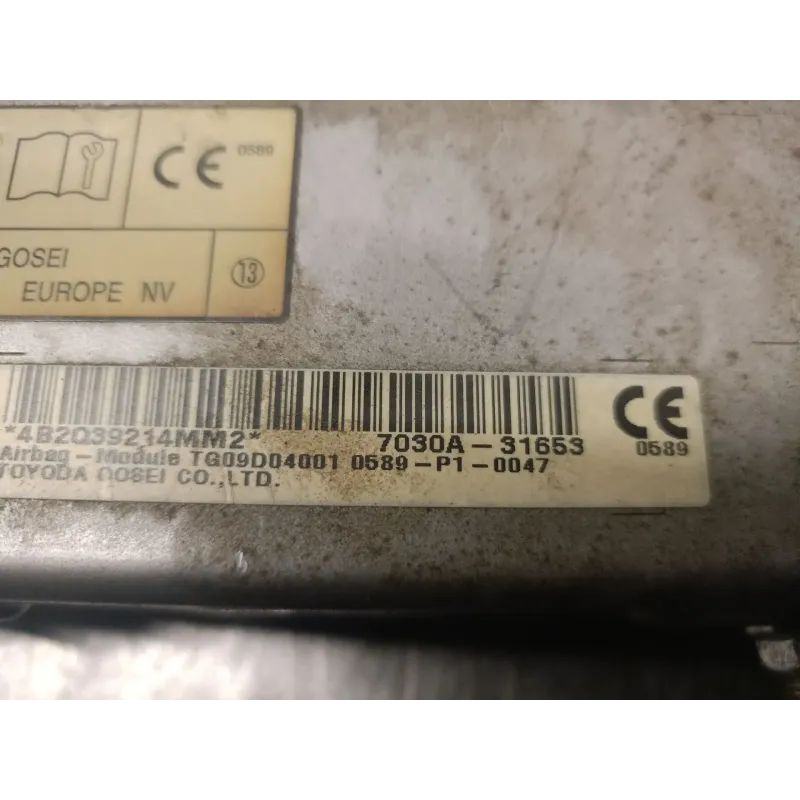 CE 0589
GOSEI
EUROPE NV
13
*4B2Q39214MM2* 7030A-31653
Airbag-Module TG09D04001 0589-P1-0047
TOYODA GOSEI CO.,LTD.
CE
0589